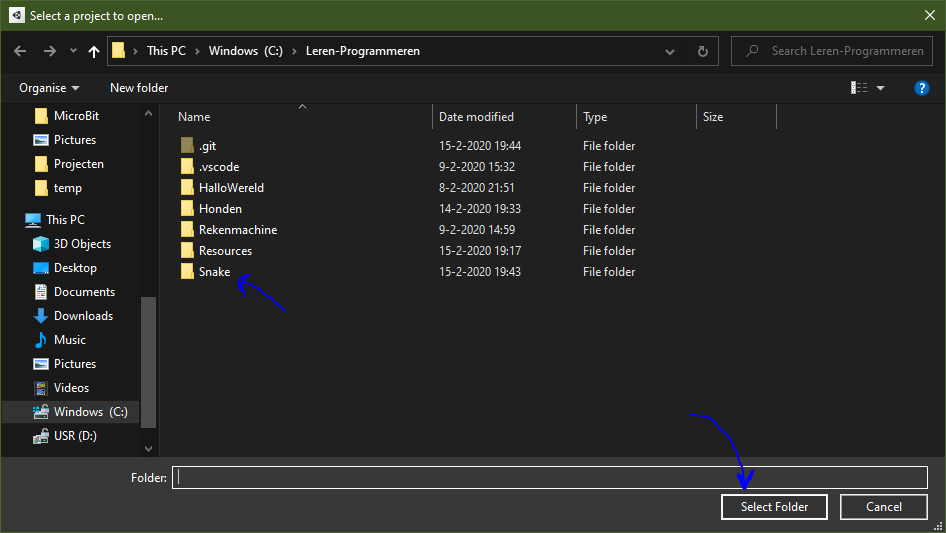 Select a project to open...
This PC Windows (C:) Leren-Programmeren
Search Leren-Programmeren
Organise New folder
?
MicroBit
Pictures
Projecten
temp
This PC
3D Objects
Desktop
Documents
Downloads
Music
Pictures
Videos
Windows (C:)
USR (D:)
Name Date modified Type Size
.git 15-2-2020 19:44 File folder
.vscode 9-2-2020 15:32 File folder
HalloWereld 8-2-2020 21:51 File folder
Honden 14-2-2020 19:33 File folder
Rekenmachine 9-2-2020 14:59 File folder
Resources 15-2-2020 19:17 File folder
Snake 15-2-2020 19:43 File folder
Folder:
Select Folder Cancel